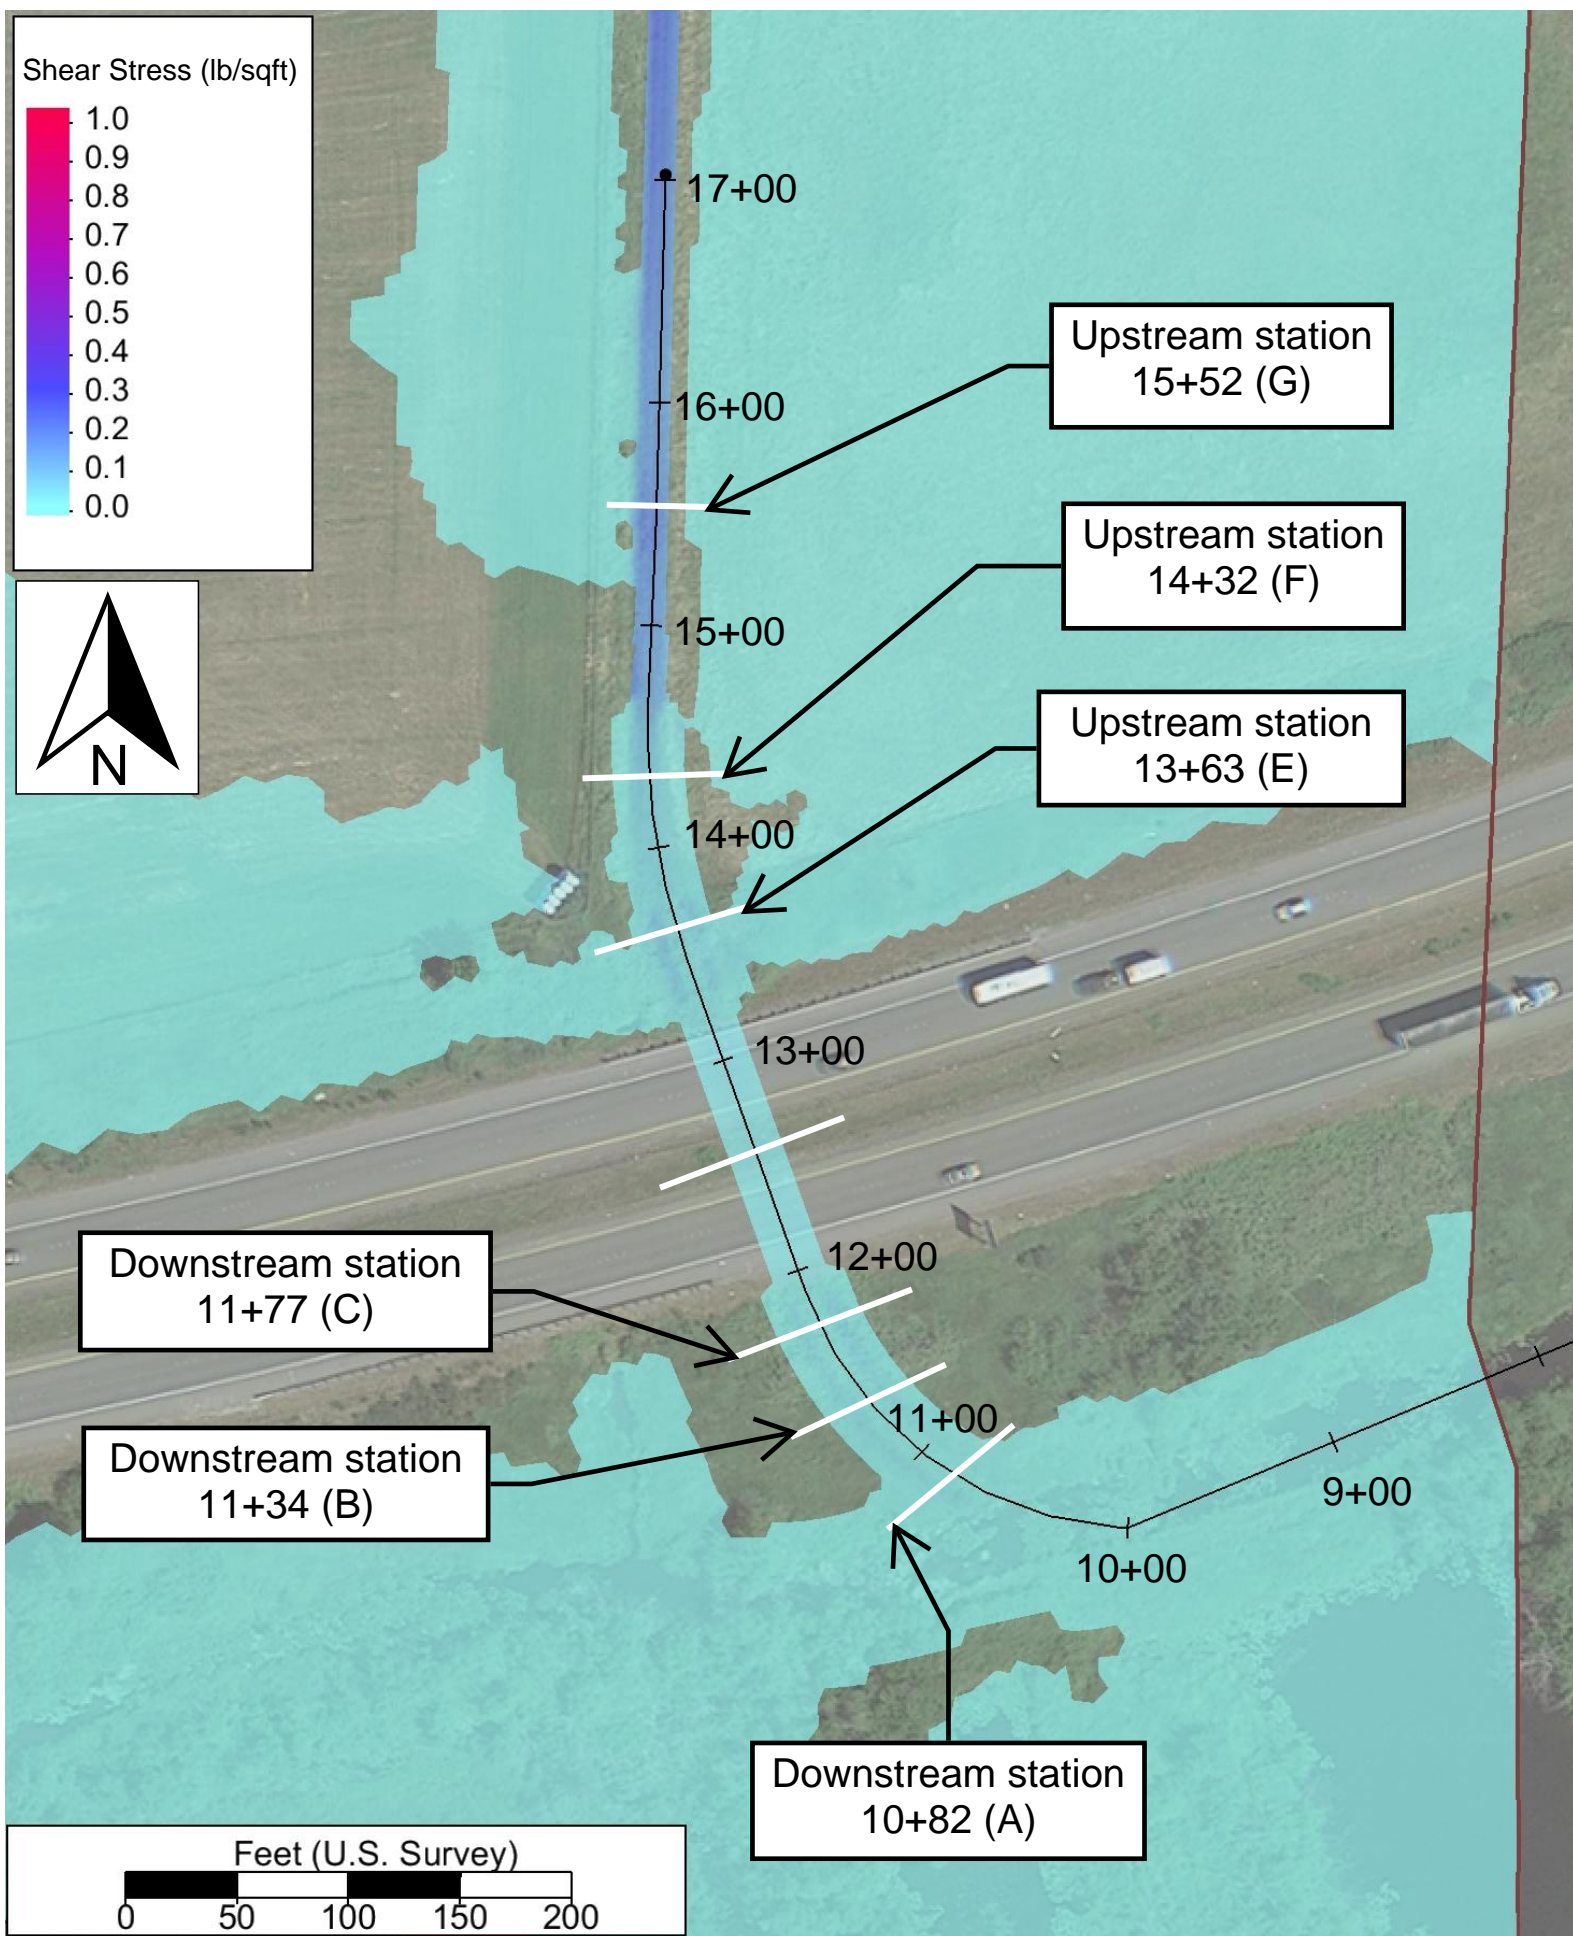 Shear Stress (lb/sqft)
1.0
0.9
0.8
0.7
0.6
0.5
0.4
0.3
0.2
0.1
0.0
N
17+00
Upstream station
15+52 (G)
16+00
Upstream station
14+32 (F)
15+00
Upstream station
13+63 (E)
14+00
13+00
12+00
Downstream station
11+77 (C)
11+00
Downstream station
11+34 (B)
9+00
10+00
Downstream station
10+82 (A)
Feet (U.S. Survey)
0 50 100 150 200